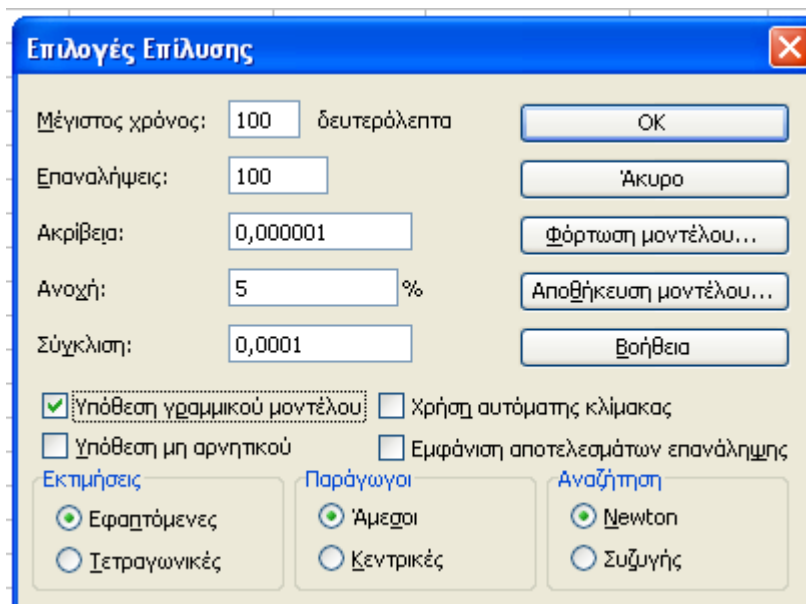 Επιλογές Επίλυσης
Μέγιστος χρόνος: 100 δευτερόλεπτα OK
Επαναλήψεις: 100 Άκυρο
Ακρίβεια: 0,000001 Φόρτωση μοντέλου...
Ανοχή: 5 % Αποθήκευση μοντέλου...
Σύγκλιση: 0,0001 Βοήθεια
Υπόθεση γραμμικού μοντέλου Χρήση αυτόματης κλίμακας
Υπόθεση μη αρνητικού Εμφάνιση αποτελεσμάτων επανάληψης
Εκτιμήσεις Παράγωγοι Αναζήτηση
Εφαπτόμενες Άμεσοι Newton
Τετραγωνικές Κεντρικές Συζυγής